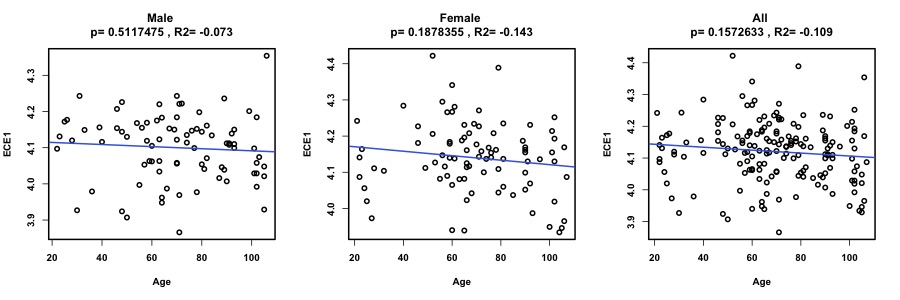 Male
p= 0.5117475 , R2= -0.073
ECE1
4.3
4.2
4.1
4.0
3.9
20 40 60 80 100
Age
Female
p= 0.1878355 , R2= -0.143
ECE1
4.4
4.3
4.2
4.1
4.0
20 40 60 80 100
Age
All
p= 0.1572633 , R2= -0.109
ECE1
4.4
4.3
4.2
4.1
4.0
3.9
20 40 60 80 100
Age